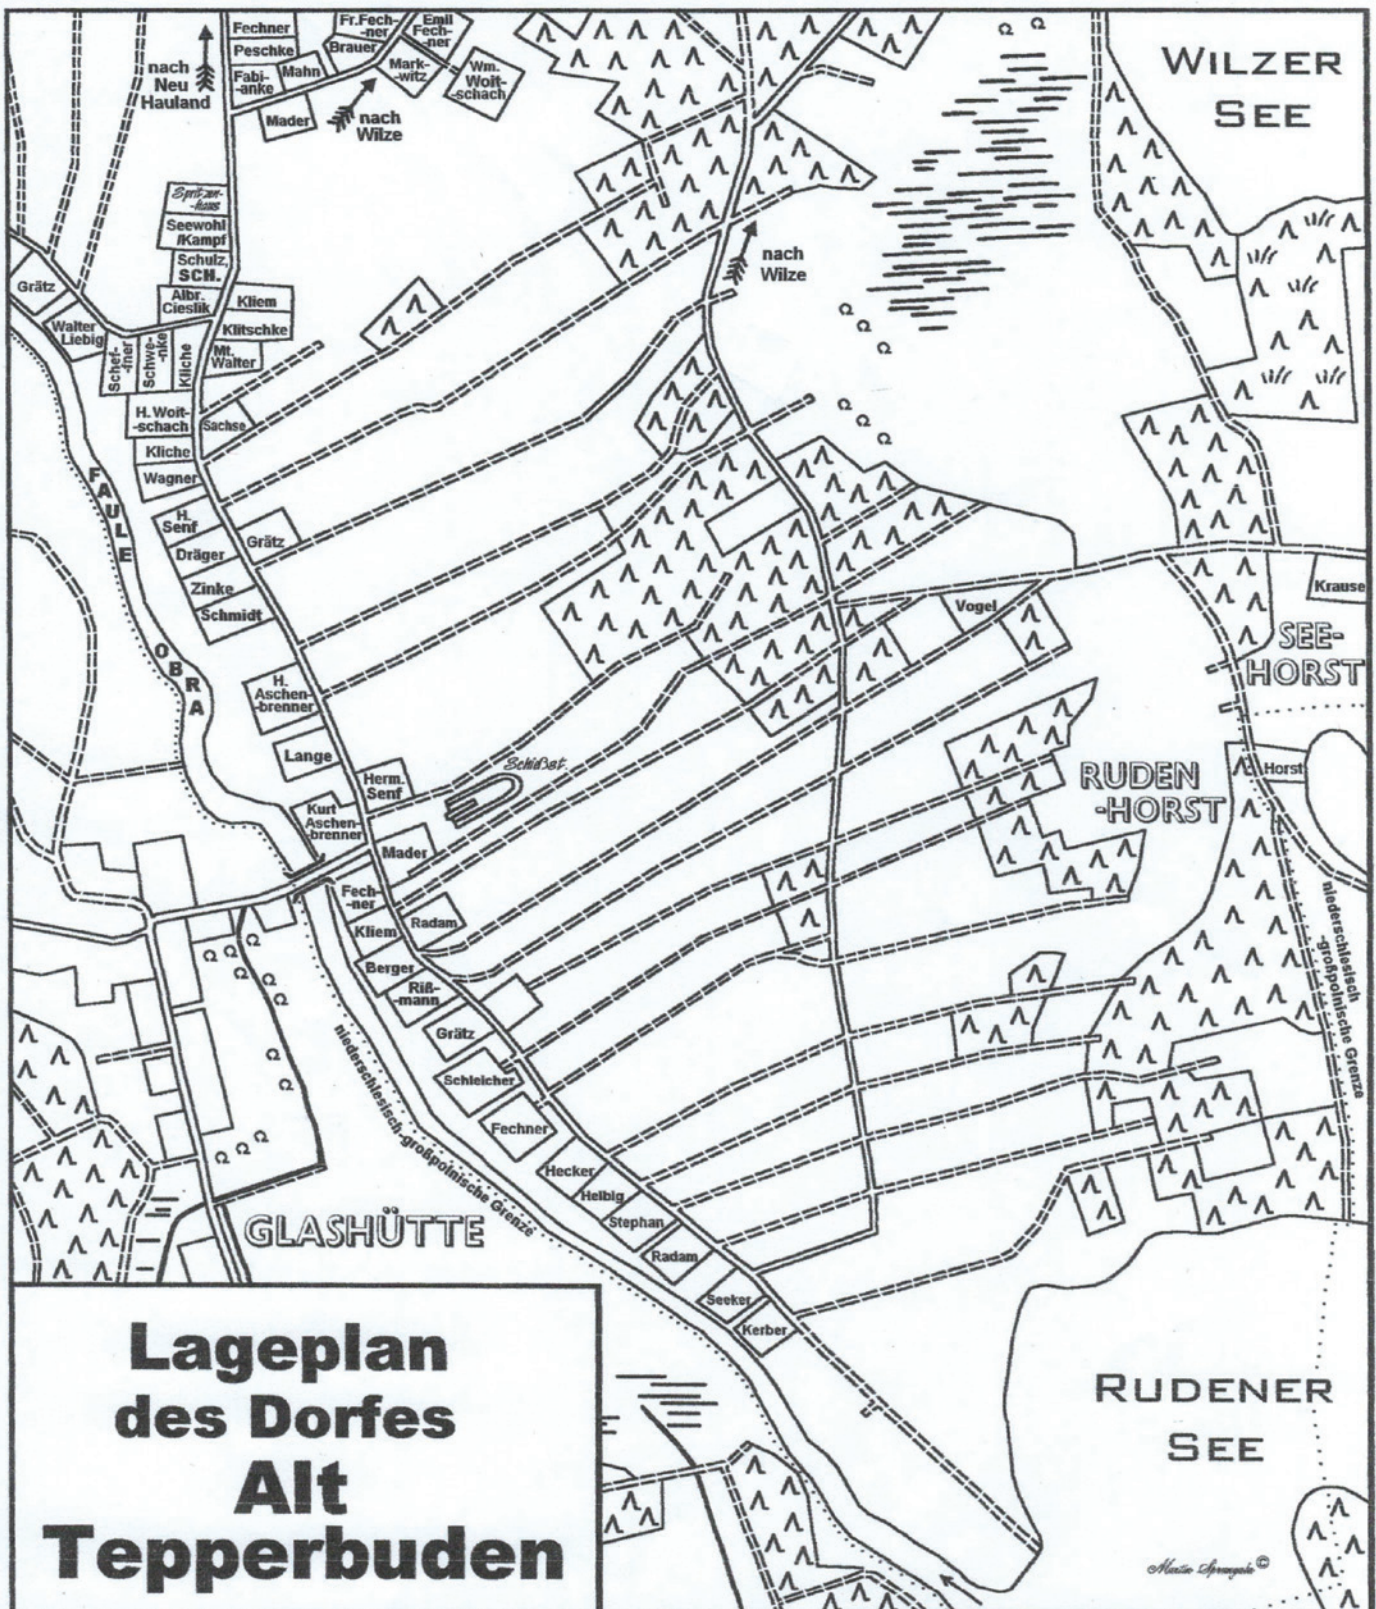 Fechner
Peschke
Fabi-
-anke
Mahn
Mader
Fr.Fech-
-ner
Brauer
Emil
Fech-
-ner
Mark-
-witz
Wm.
Woit-
-schach
nach
Neu
Hauland
nach
Wilze
WILZER
SEE
Spritzen-
-haus
Seewohl
/Kampf
Schulz,
SCH.
Albr.
Cieslik
Kliem
Klitschke
Mt.
Walter
Grätz
Walter
Liebig
Schef-
-fner
Schwe-
-nke
Kliche
H. Woit-
-schach
Sachse
Kliche
Wagner
nach
Wilze
FAULE
OBRA
H.
Senf
Grätz
Dräger
Zinke
Schmidt
Krause
Vogel
SEE-
HORST
H.
Aschen-
-brenner
Lange
Herm.
Senf
Schießst.
Kurt
Aschen-
-brenner
Mader
RUDEN
-HORST
Horst
Fech-
-ner
Radam
Kliem
Berger
Riß-
-mann
Grätz
Schleicher
Fechner
Hecker
Helbig
Stephan
Radam
Seeker
Kerber
niederschlesisch
-großpolnische Grenze
niederschlesisch-großpolnische Grenze
GLASHÜTTE
RUDENER
SEE
Lageplan
des Dorfes
Alt
Tepperbuden
Martin Sprungala ©